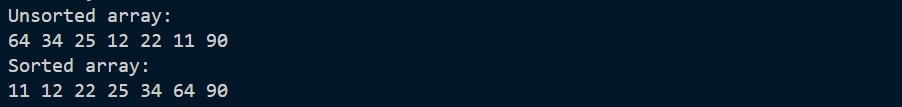 Unsorted array:
64 34 25 12 22 11 90
Sorted array:
11 12 22 25 34 64 90